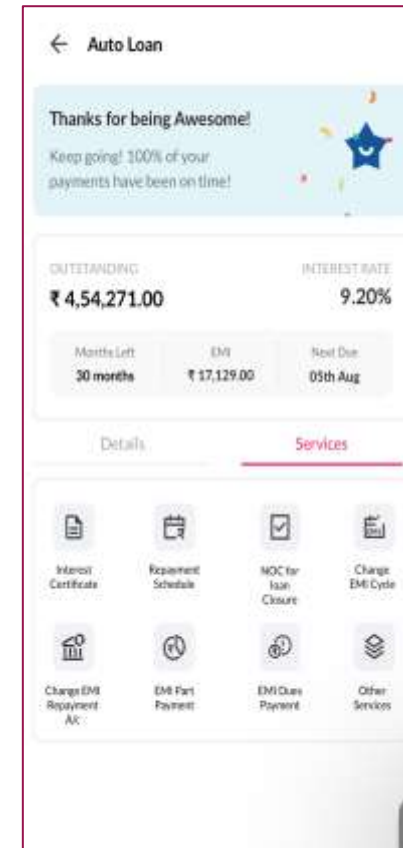 Auto Loan
Thanks for being Awesome!
Keep going! 100% of your
payments have been on time!
OUTSTANDING INTEREST RATE
₹ 4,54,271.00 9.20%
Months Left EMI Next Due
30 months ₹ 17,129.00 05th Aug
Details Services
Interest Certificate
Repayment Schedule
NOC for loan Closure
Change EMI Cycle
Change EMI Repayment A/c
EMI Part Payment
EMI Dues Payment
Other Services